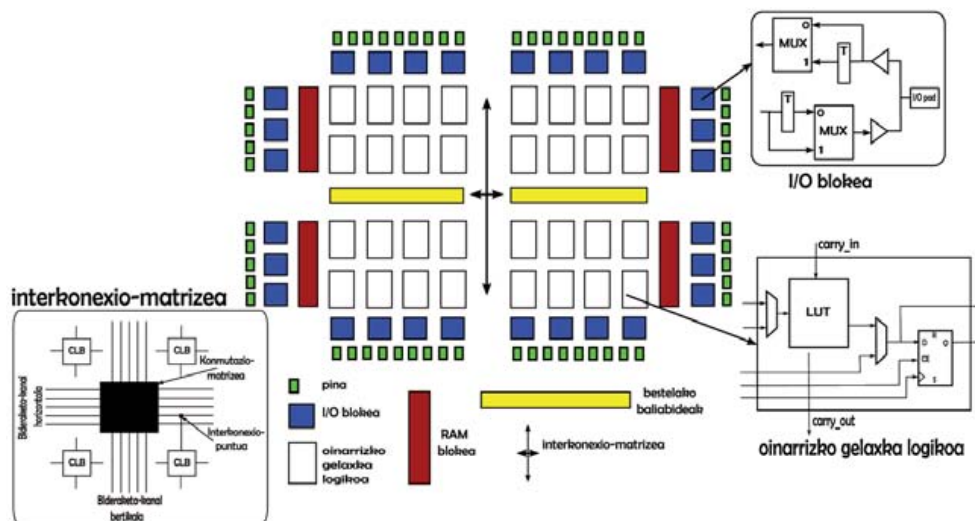 MUX
0
1
T
I/O pad
T
0
MUX
1
I/O blokea
carry_in
LUT
D
CE
carry_out
oinarrizko gelaxka logikoa
interkonexio-matrizea
CLB
CLB
Konmutazio-
matrizea
Bideraketa-kanal
horizontala
Interkonexio-
puntua
CLB
CLB
Bideraketa-kanal
bertikala
pina
I/O blokea
oinarrizko
gelaxka
logikoa
RAM
blokea
bestelako
baliabideak
interkonexio-matrizea